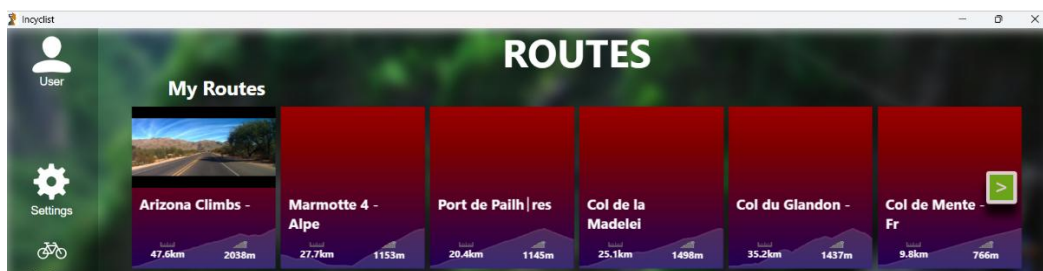 Incyclist
ROUTES
User
My Routes
Settings
Arizona Climbs -
47.6km 2038m
Marmotte 4 -
Alpe
27.7km 1153m
Port de Pailh|res
20.4km 1145m
Col de la
Madelei
25.1km 1498m
Col du Glandon -
35.2km 1437m
Col de Mente -
Fr
9.8km 766m
>